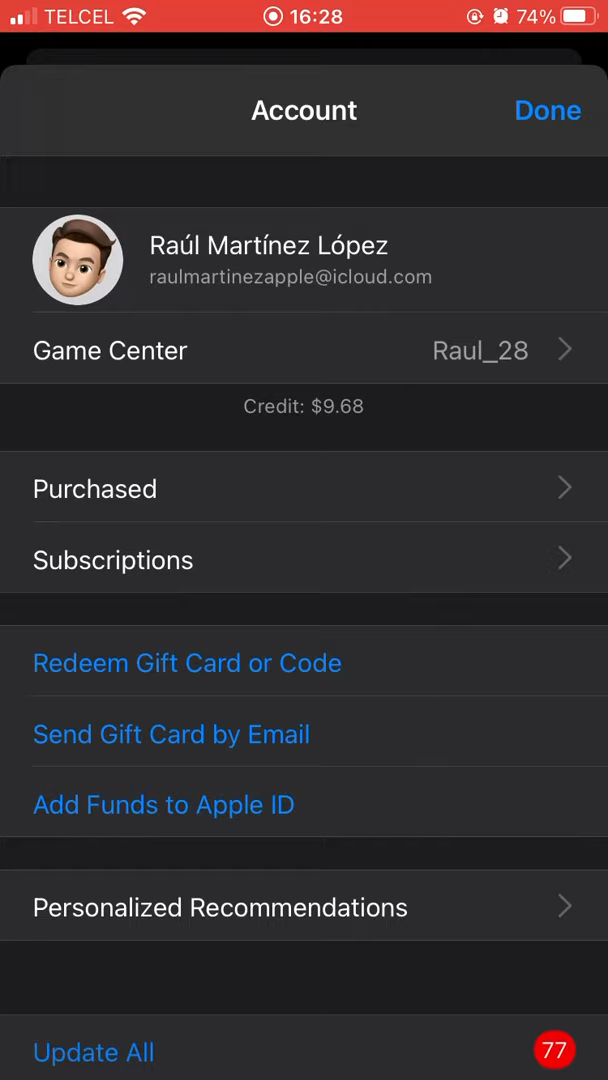 TELCEL 16:28 74%
Account Done
Raúl Martínez López
raulmartinezapple@icloud.com
Game Center Raul_28
Credit: $9.68
Purchased
Subscriptions
Redeem Gift Card or Code
Send Gift Card by Email
Add Funds to Apple ID
Personalized Recommendations
Update All 77